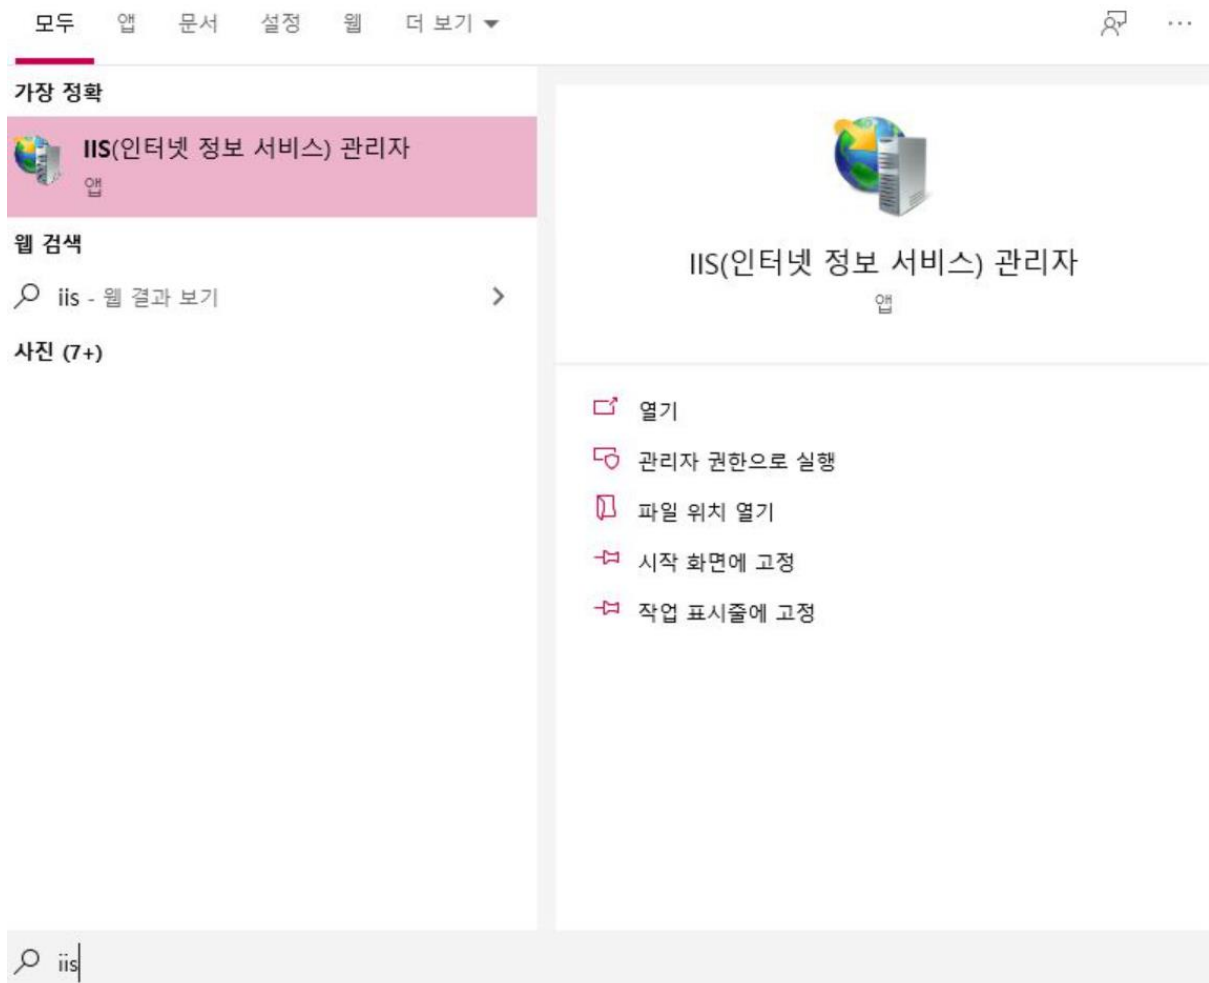 모두 앱 문서 설정 웹 더 보기
가장 정확
IIS(인터넷 정보 서비스) 관리자
앱
웹 검색
iis - 웹 결과 보기
사진 (7+)
IIS(인터넷 정보 서비스) 관리자
앱
열기
관리자 권한으로 실행
파일 위치 열기
시작 화면에 고정
작업 표시줄에 고정
iis